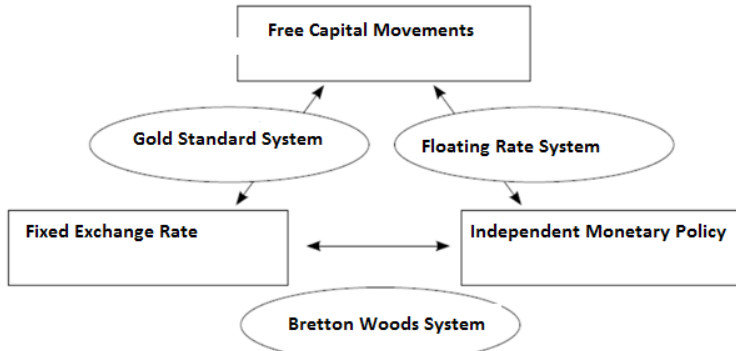 Free Capital Movements
Gold Standard System
Floating Rate System
Fixed Exchange Rate
Independent Monetary Policy
Bretton Woods System